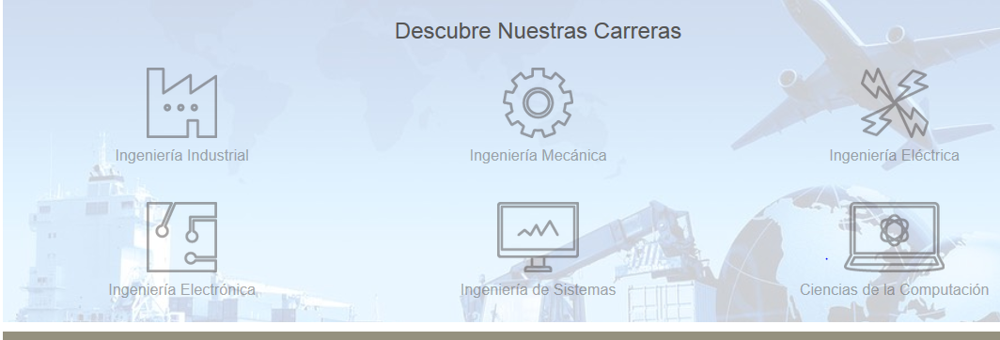 Descubre Nuestras Carreras
Ingeniería Industrial
Ingeniería Mecánica
Ingeniería Eléctrica
Ingeniería Electrónica
Ingeniería de Sistemas
Ciencias de la Computación